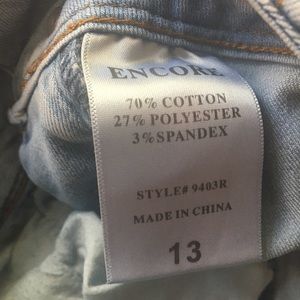 ENCORE
70% COTTON
27% POLYESTER
3% SPANDEX
STYLE# 9403R
MADE IN CHINA
13